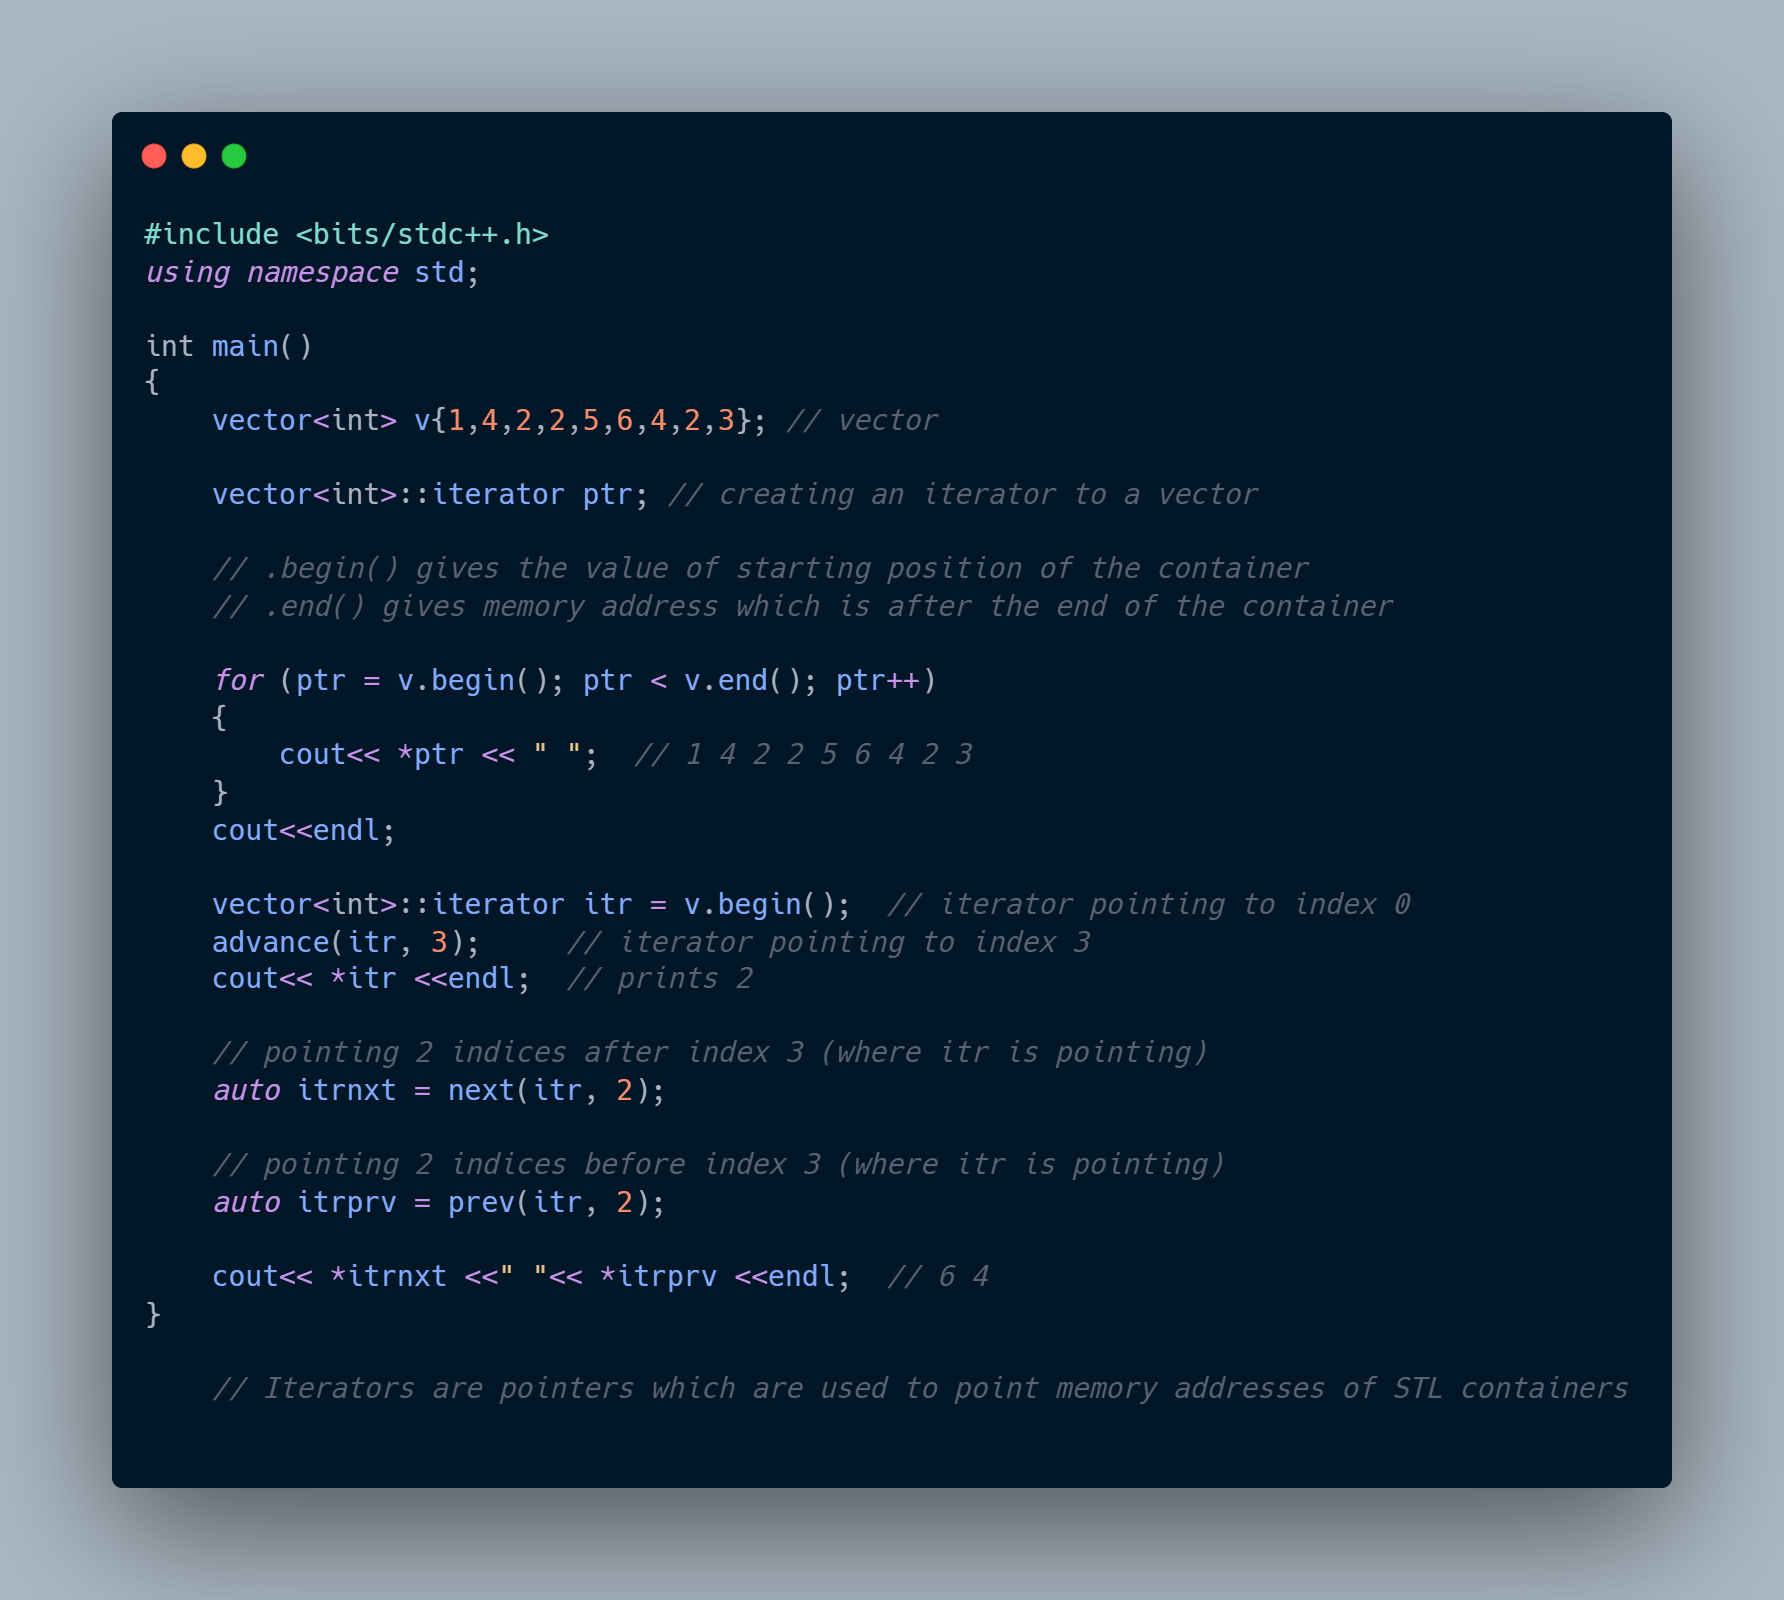 #include <bits/stdc++.h>
using namespace std;

int main()
{
    vector<int> v{1,4,2,2,5,6,4,2,3}; // vector

    vector<int>::iterator ptr; // creating an iterator to a vector

    // .begin() gives the value of starting position of the container
    // .end() gives memory address which is after the end of the container

    for (ptr = v.begin(); ptr < v.end(); ptr++)
    {
        cout<< *ptr << " ";  // 1 4 2 2 5 6 4 2 3
    }
    cout<<endl;

    vector<int>::iterator itr = v.begin();  // iterator pointing to index 0
    advance(itr, 3);     // iterator pointing to index 3
    cout<< *itr <<endl;  // prints 2

    // pointing 2 indices after index 3 (where itr is pointing)
    auto itrnxt = next(itr, 2);

    // pointing 2 indices before index 3 (where itr is pointing)
    auto itrprv = prev(itr, 2);

    cout<< *itrnxt <<" "<< *itrprv <<endl;  // 6 4
}

    // Iterators are pointers which are used to point memory addresses of STL containers